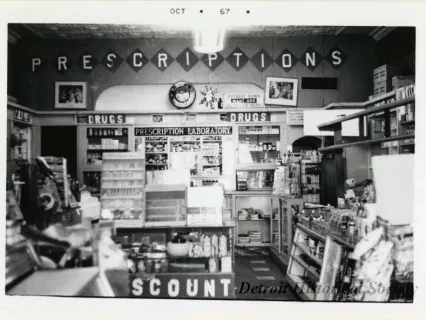 OCT • 67 •
PRESCRIPTIONS
DRUGS
DRUGS
PRESCRIPTION LABORATORY
SCOUNT
Detroit Historical Society